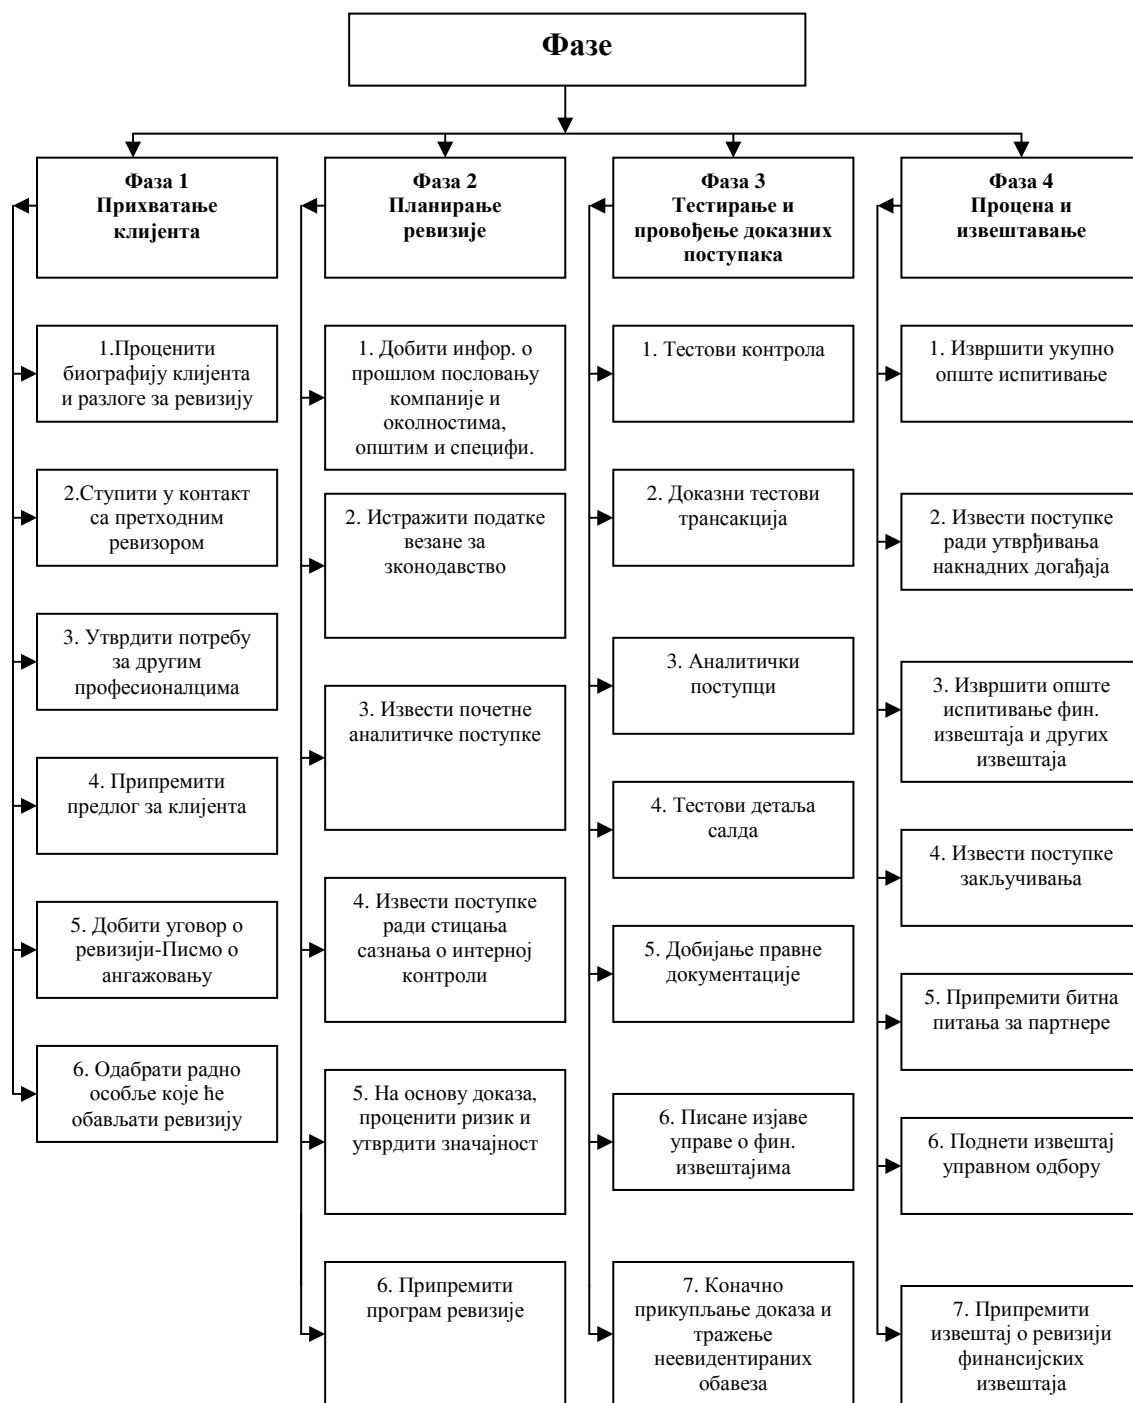 Фазе
Фаза 1
Прихватање
клијента
1.Проценити
биографију клијента
и разлоге за ревизију
2.Ступити у контакт
са претходним
ревизором
3. Утврдити потребу
за другим
професионалцима
4. Припремити
предлог за клијента
5. Добити уговор о
ревизији-Писмо о
ангажовању
6. Одабрати радно
особље које ће
обављати ревизију
Фаза 2
Планирање
ревизије
1. Добити инфор. о
прошлом пословању
компаније и
околностима,
општим и специфи.
2. Истражити податке
везане за
зконодавство
3. Извести почетне
аналитичке поступке
4. Извести поступке
ради стицања
сазнања о интерној
контроли
5. На основу доказа,
проценити ризик и
утврдити значајност
6. Припремити
програм ревизије
Фаза 3
Тестирање и
провођење доказних
поступака
1. Тестови контрола
2. Доказни тестови
трансакција
3. Аналитички
поступци
4. Тестови детаља
салда
5. Добијање правне
документације
6. Писане изјаве
управе о фин.
извештајима
7. Коначно
прикупљање доказа и
тражење
неевидентираних
обавеза
Фаза 4
Процена и
извештавање
1. Извршити укупно
опште испитивање
2. Извести поступке
ради утврђивања
накнадних догађаја
3. Извршити опште
испитивање фин.
извештаја и других
извештаја
4. Извести поступке
закључивања
5. Припремити битна
питања за партнере
6. Поднети извештај
управном одбору
7. Припремити
извештај о ревизији
финансијских
извештаја